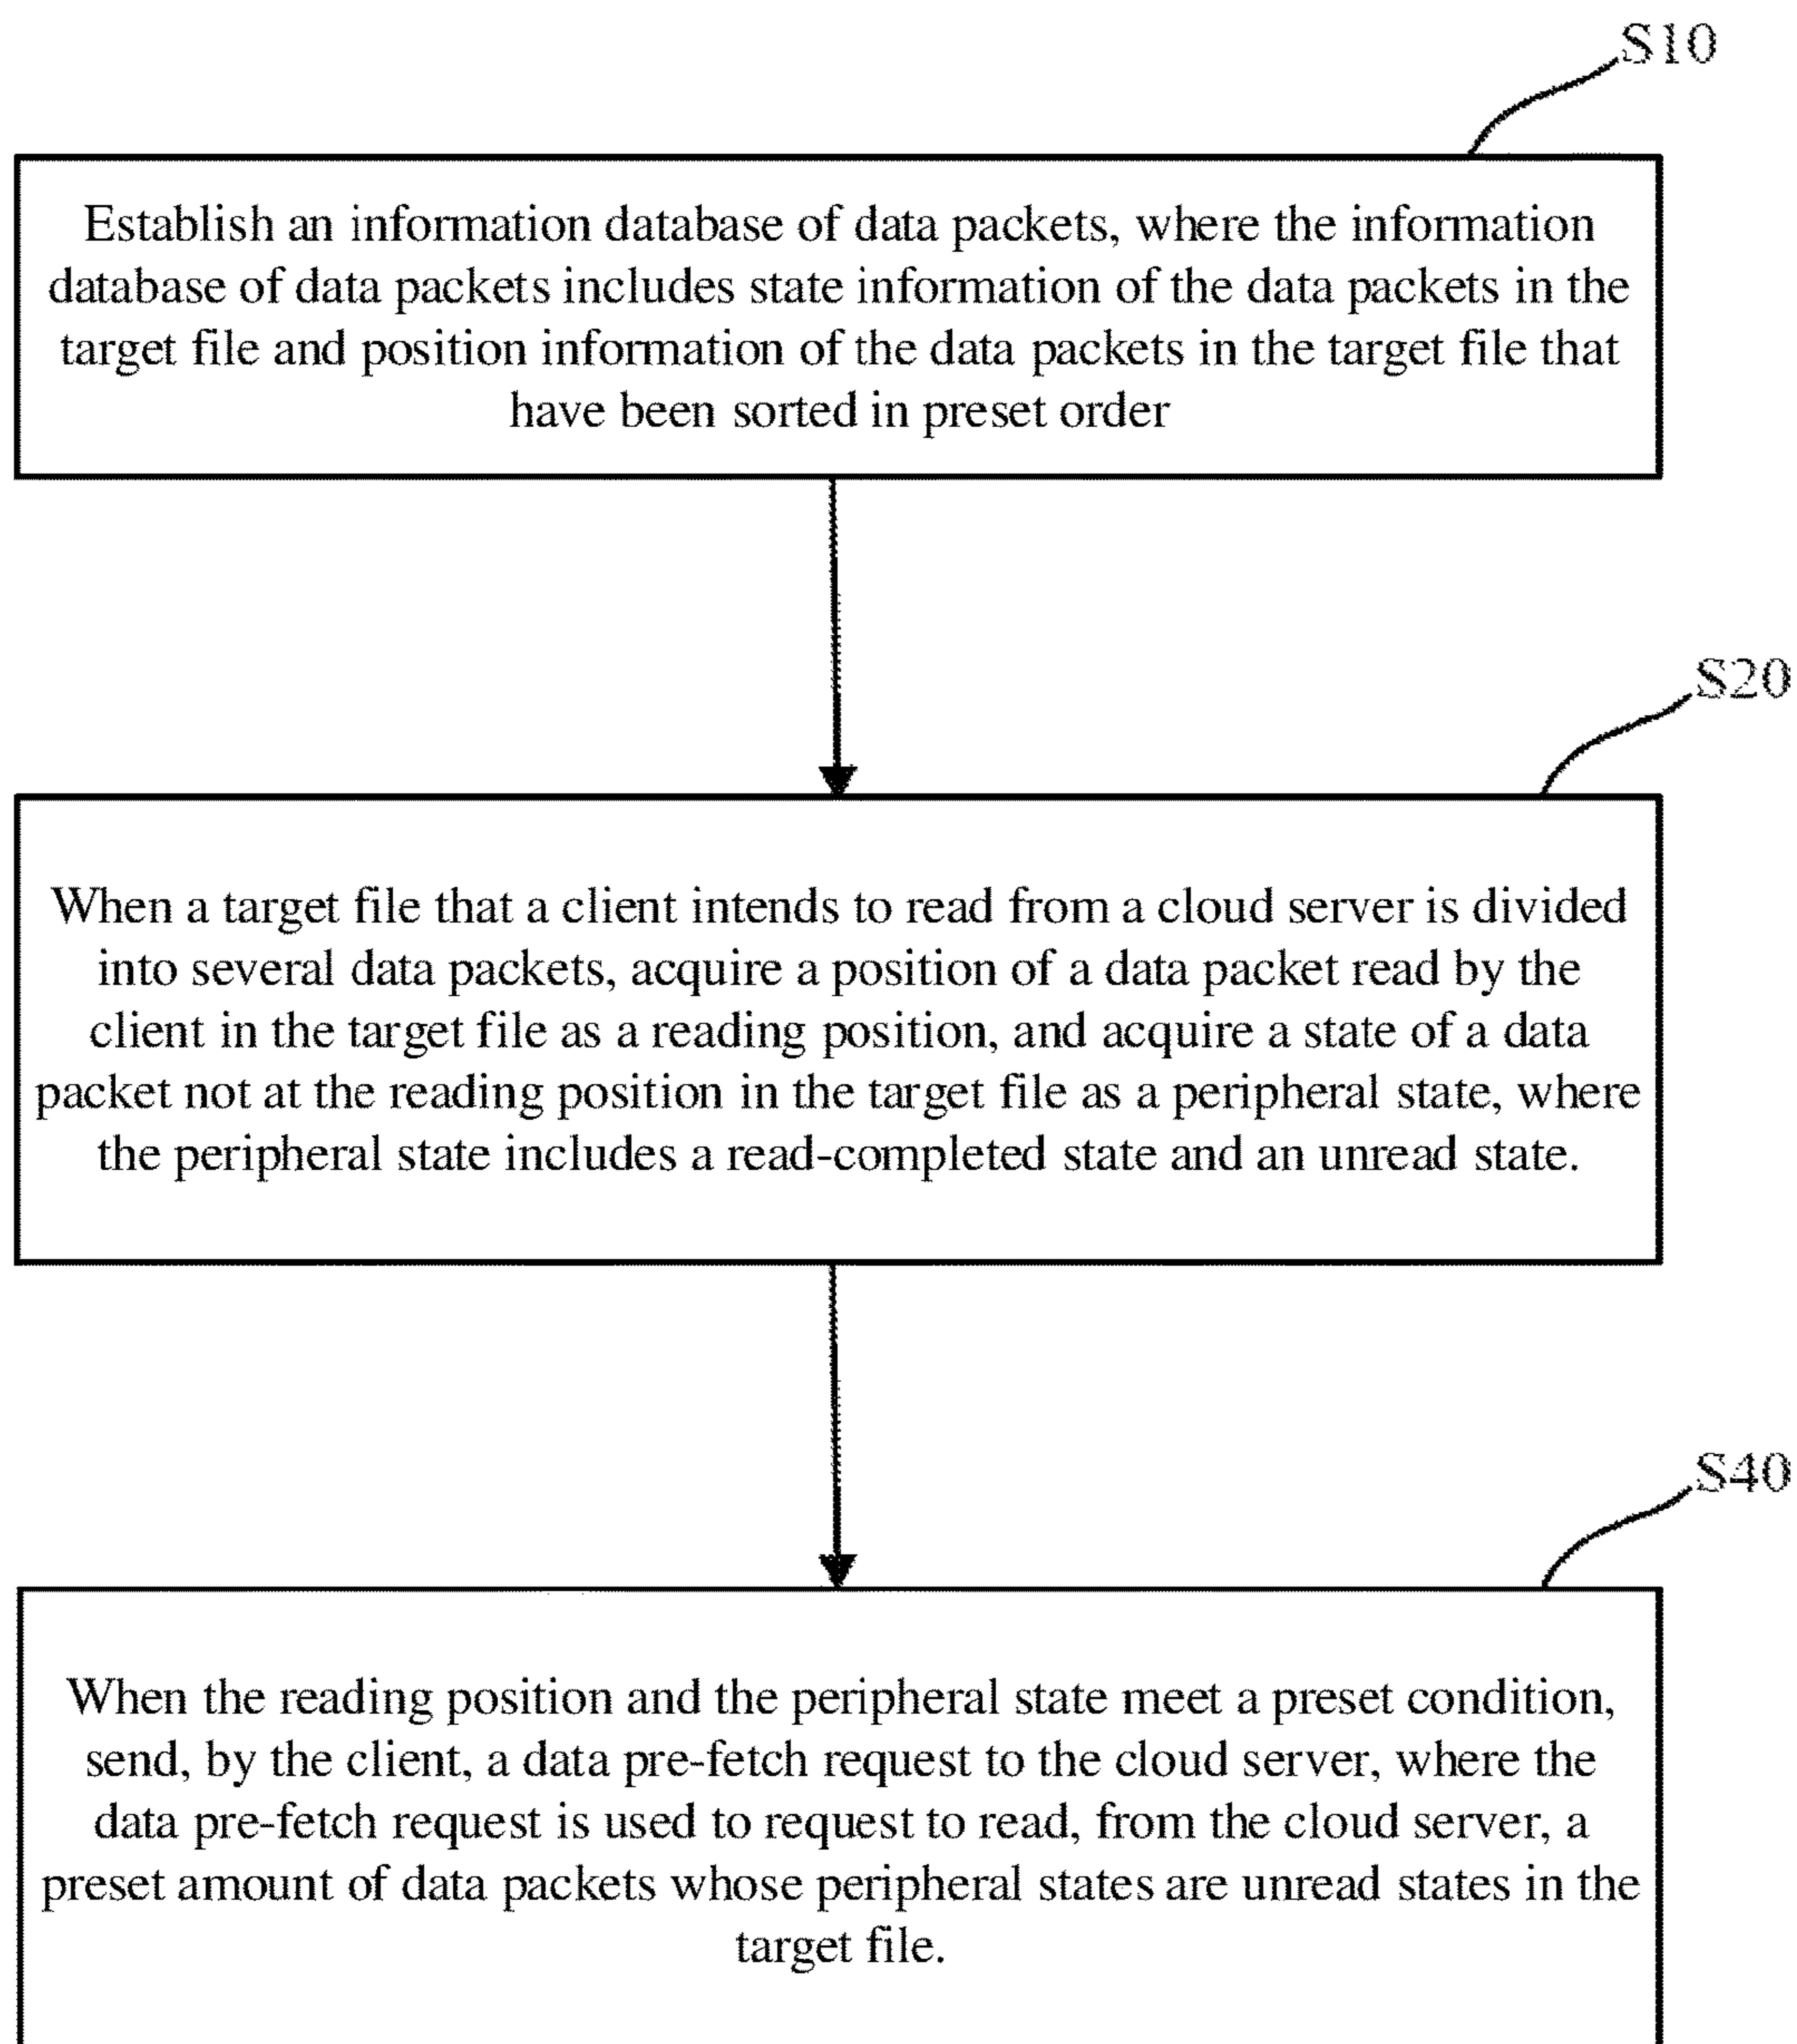 S10
Establish an information database of data packets, where the information
database of data packets includes state information of the data packets in the
target file and position information of the data packets in the target file that
have been sorted in preset order
S20
When a target file that a client intends to read from a cloud server is divided
into several data packets, acquire a position of a data packet read by the
client in the target file as a reading position, and acquire a state of a data
packet not at the reading position in the target file as a peripheral state, where
the peripheral state includes a read-completed state and an unread state.
S40
When the reading position and the peripheral state meet a preset condition,
send, by the client, a data pre-fetch request to the cloud server, where the
data pre-fetch request is used to request to read, from the cloud server, a
preset amount of data packets whose peripheral states are unread states in the
target file.